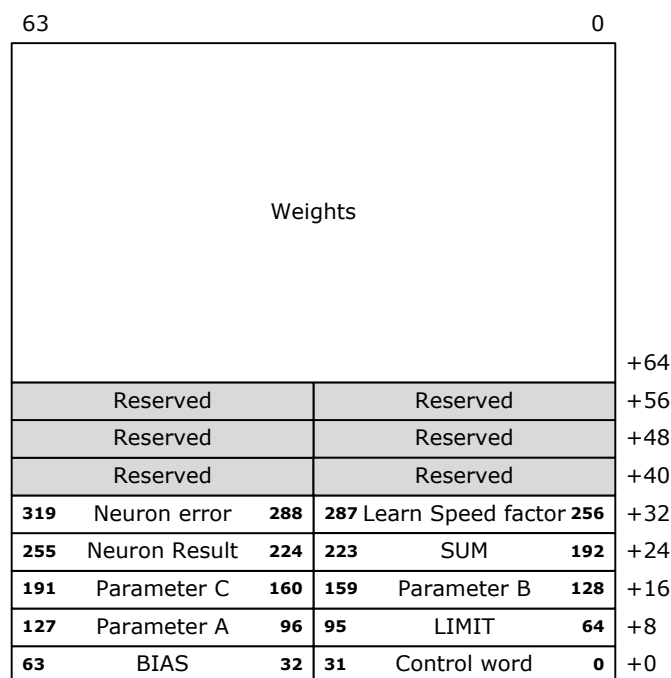 63 0
Weights
+64
Reserved Reserved +56
Reserved Reserved +48
Reserved Reserved +40
319 Neuron error 288 287 Learn Speed factor 256 +32
255 Neuron Result 224 223 SUM 192 +24
191 Parameter C 160 159 Parameter B 128 +16
127 Parameter A 96 95 LIMIT 64 +8
63 BIAS 32 31 Control word 0 +0